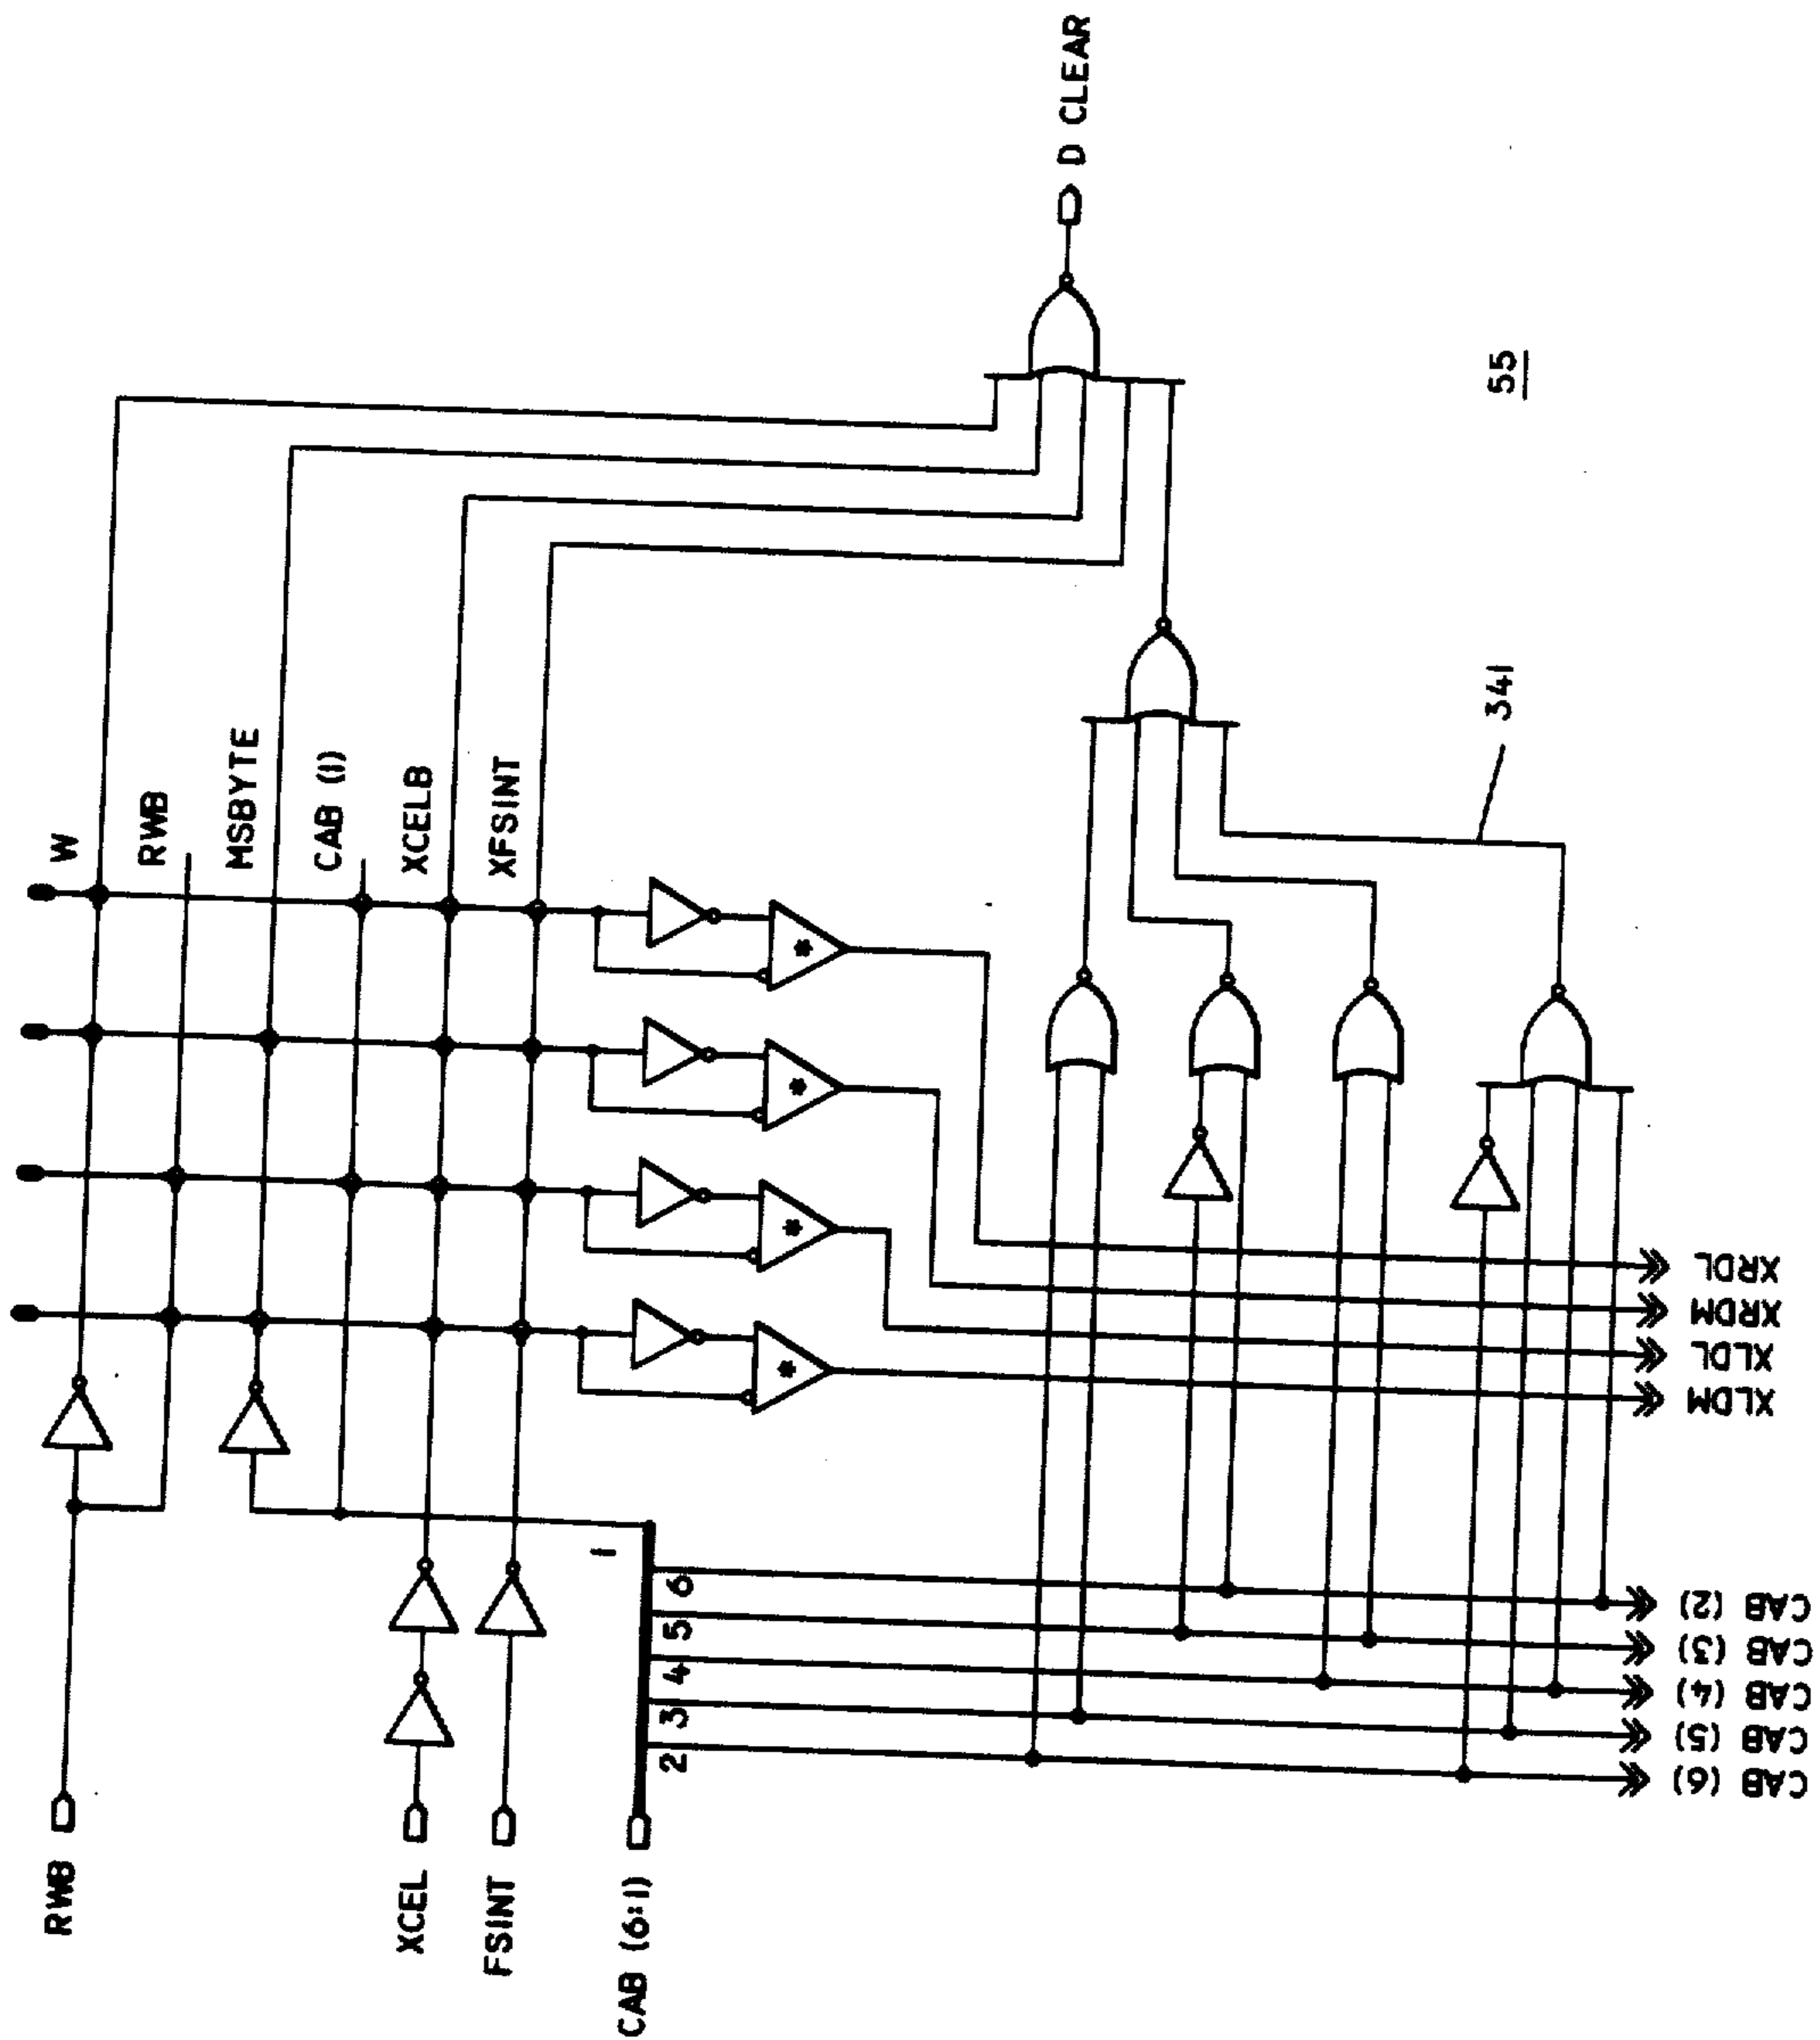 RWB
XCEL
FSINT
CAB (6:1)
W
RWB
MSBYTE
CAB (1)
XCELB
XFSINT
1
6
5
4
3
2
*
*
*
*
D CLEAR
341
55
XRDL
XRDM
XLDL
XLDM
CAB (2)
CAB (3)
CAB (4)
CAB (5)
CAB (6)